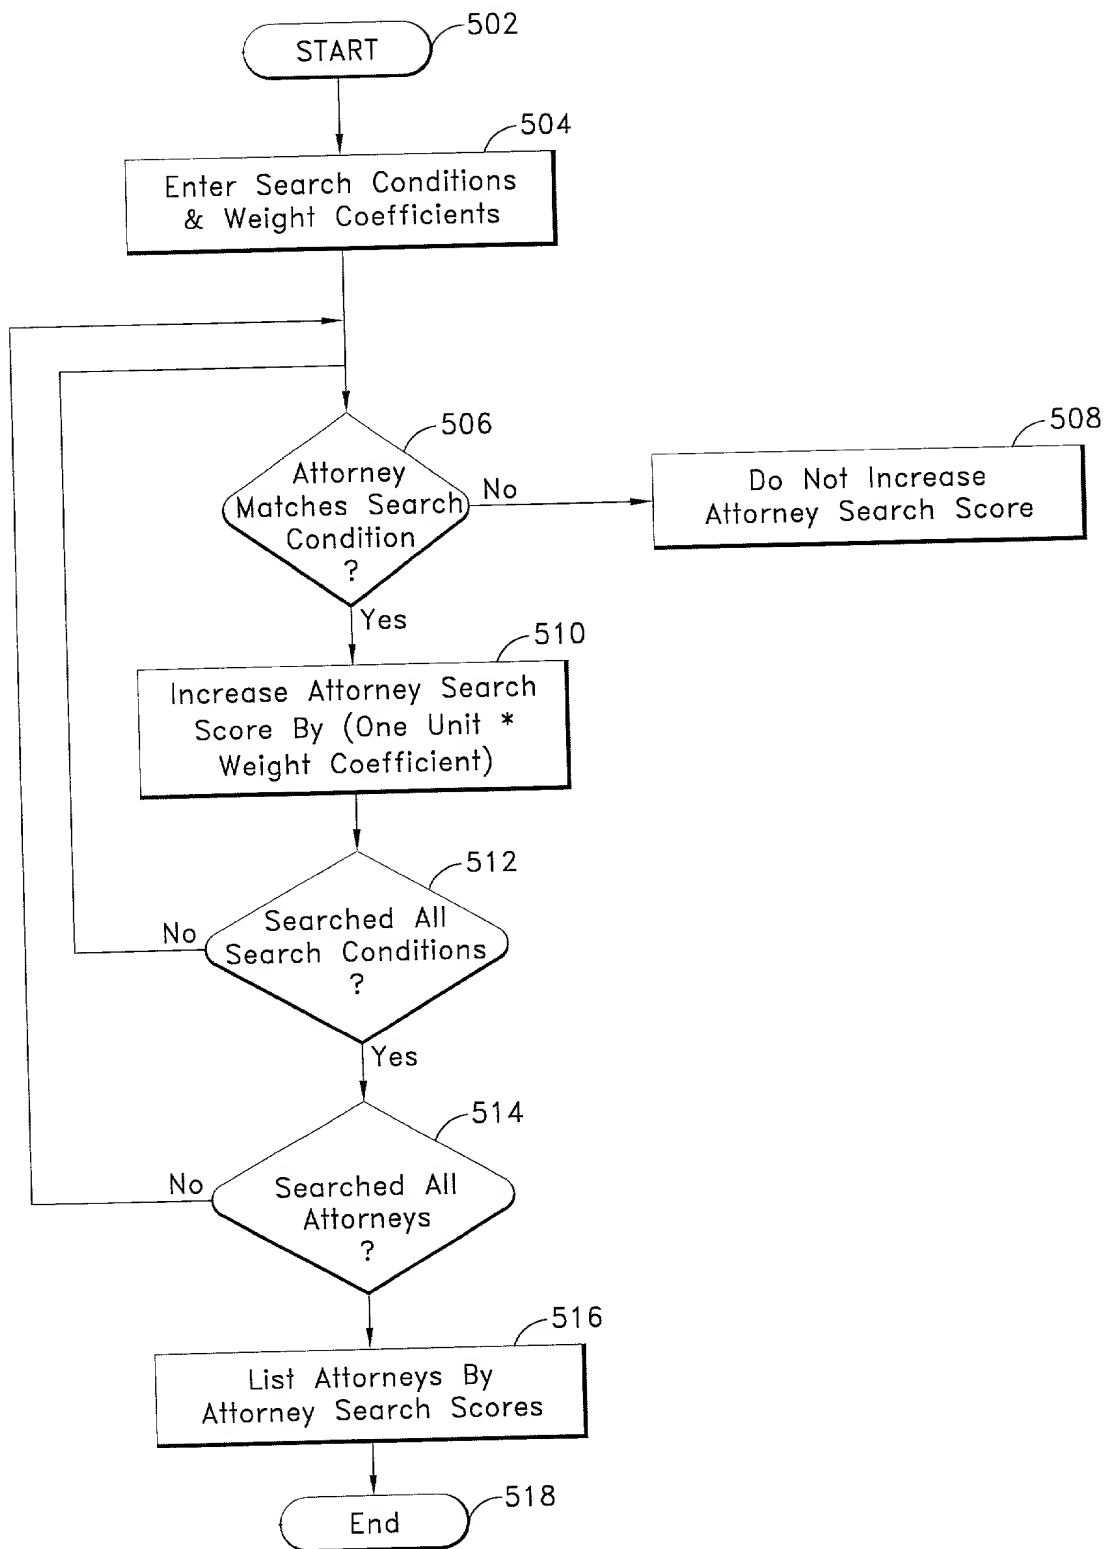 START
502
504
Enter Search Conditions
& Weight Coefficients
506
Attorney
Matches Search
Condition
?
No
508
Do Not Increase
Attorney Search Score
Yes
510
Increase Attorney Search
Score By (One Unit *
Weight Coefficient)
512
Searched All
Search Conditions
?
No
Yes
514
Searched All
Attorneys
?
No
516
List Attorneys By
Attorney Search Scores
End
518